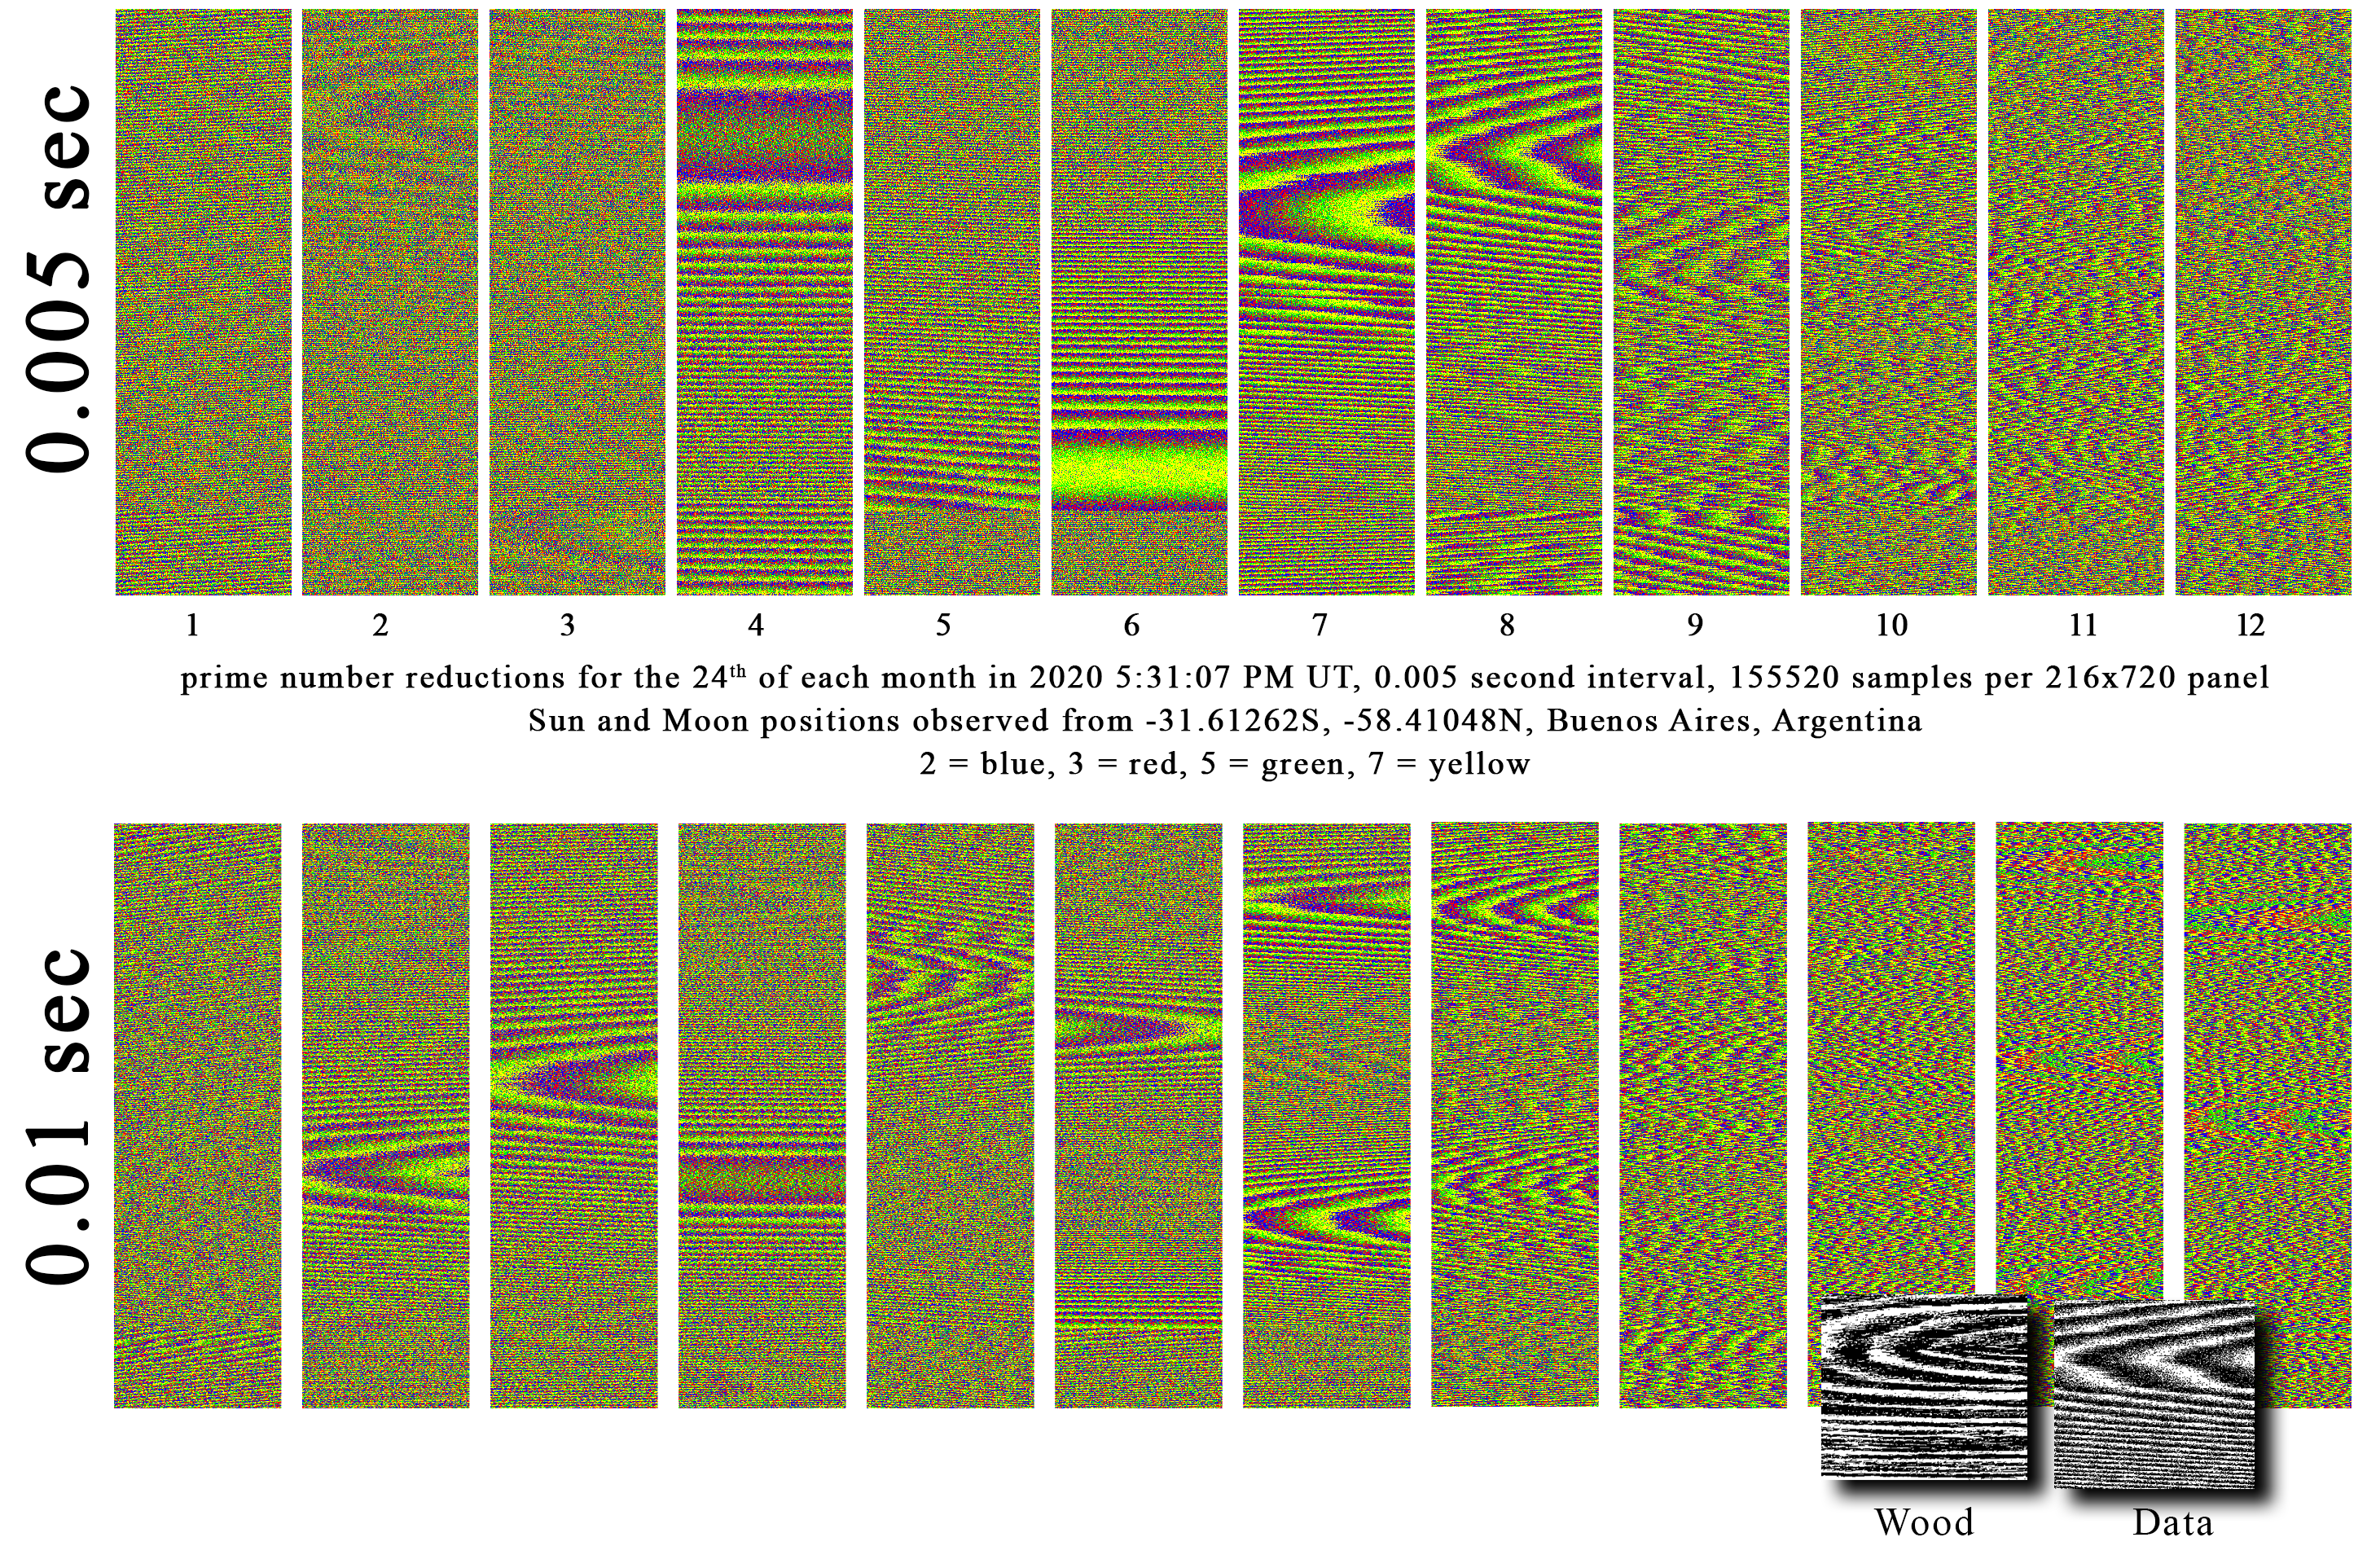 0.005 sec
1 2 3 4 5 6 7 8 9 10 11 12
prime number reductions for the 24th of each month in 2020 5:31:07 PM UT, 0.005 second interval, 155520 samples per 216x720 panel
Sun and Moon positions observed from -31.61262S, -58.41048N, Buenos Aires, Argentina
2 = blue, 3 = red, 5 = green, 7 = yellow
0.01 sec
Wood Data